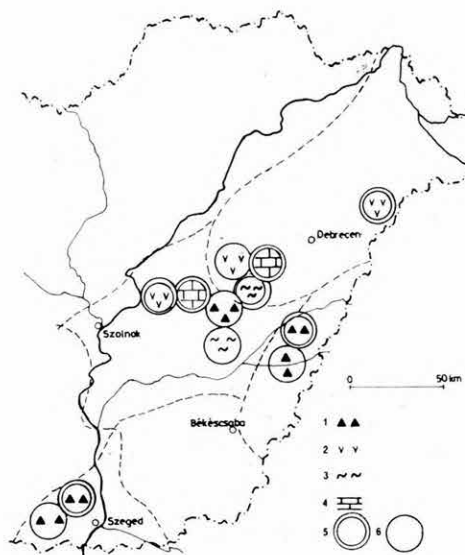 Debrecen
Szolnok
0 50 km
Békéscsaba
1
2
3
4
5 6
Szeged